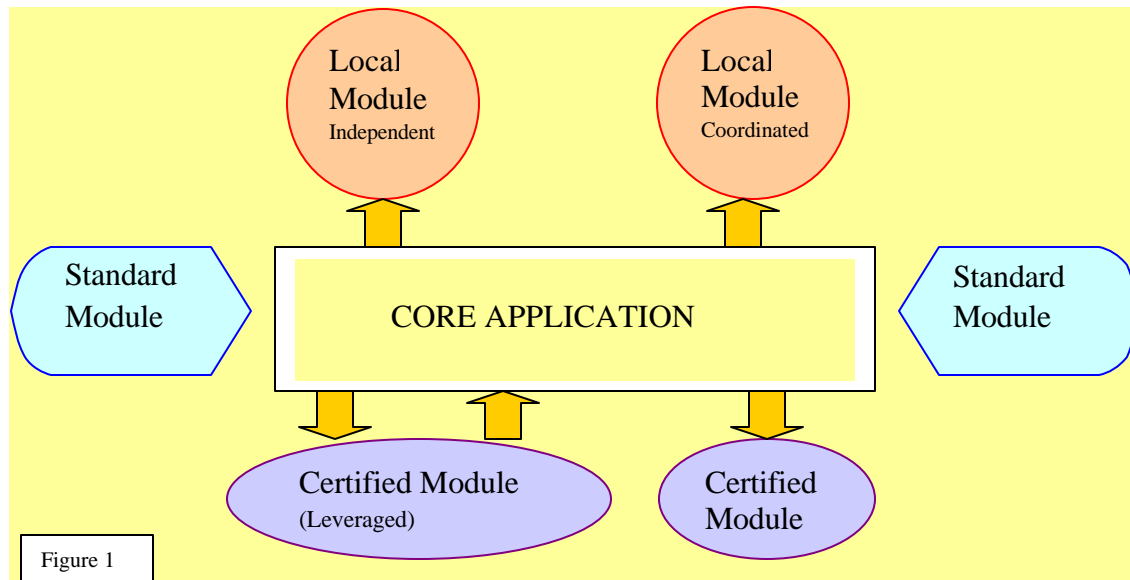 Local
Module
Independent
Local
Module
Coordinated
Standard
Module
CORE APPLICATION
Standard
Module
Certified Module
(Leveraged)
Certified
Module
Figure 1